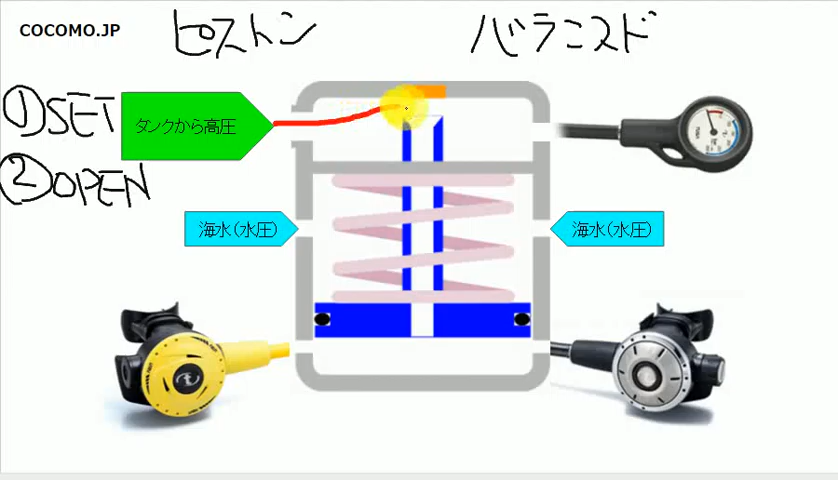 COCOMO.JP
ピストン
バランスド
①SET
タンクから高圧
②OPEN
海水(水圧)
海水(水圧)